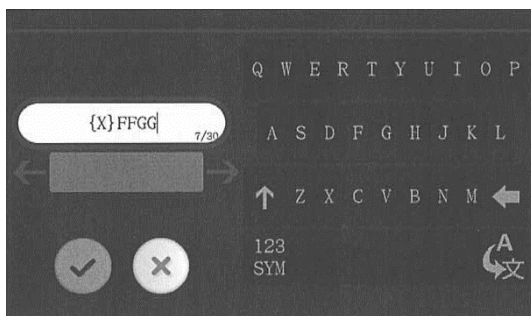 {X}FFGG
7/30
Q W E R T Y U I O P
A S D F G H J K L
Z X C V B N M
123
SYM
A
文